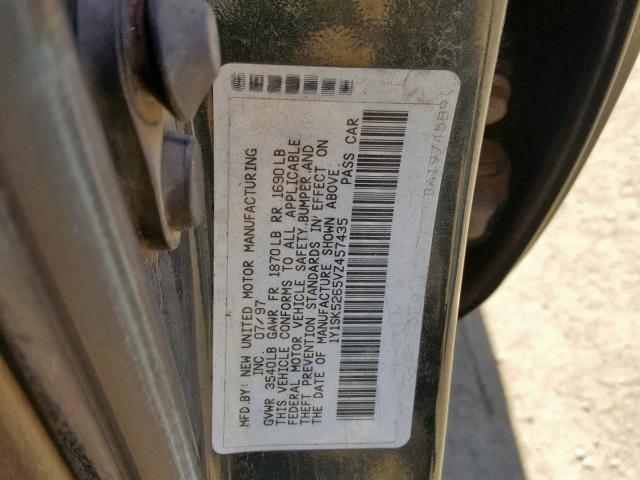 MFD.BY: NEW UNITED MOTOR MANUFACTURING
INC. 07/97
GVWR 3540LB GAWR FR 1870LB RR 1690LB
THIS VEHICLE CONFORMS TO ALL APPLICABLE
FEDERAL MOTOR VEHICLE SAFETY,BUMPER,AND
THEFT PREVENTION STANDARDS IN EFFECT ON
THE DATE OF MANUFACTURE SHOWN ABOVE.
1Y1SK5265VZ457435 PASS CAR
BA1974589